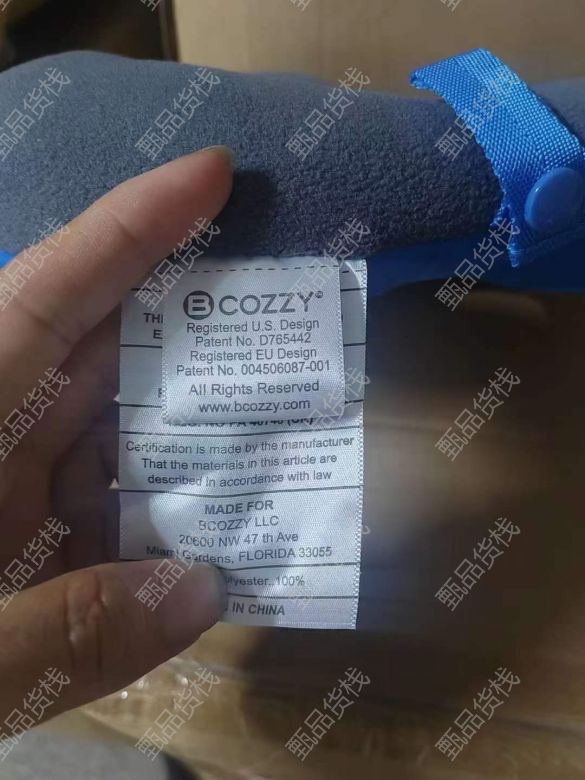 BCOZZY®
Registered U.S. Design
Patent No. D765442
Registered EU Design
Patent No. 004506087-001
All Rights Reserved
www.bcozzy.com
Certification is made by the manufacturer
That the materials in this article are
described in accordance with law
MADE FOR
BCOZZY LLC
20600 NW 47 th Ave
Miami Gardens, FLORIDA 33055
100%
IN CHINA
甄品货栈